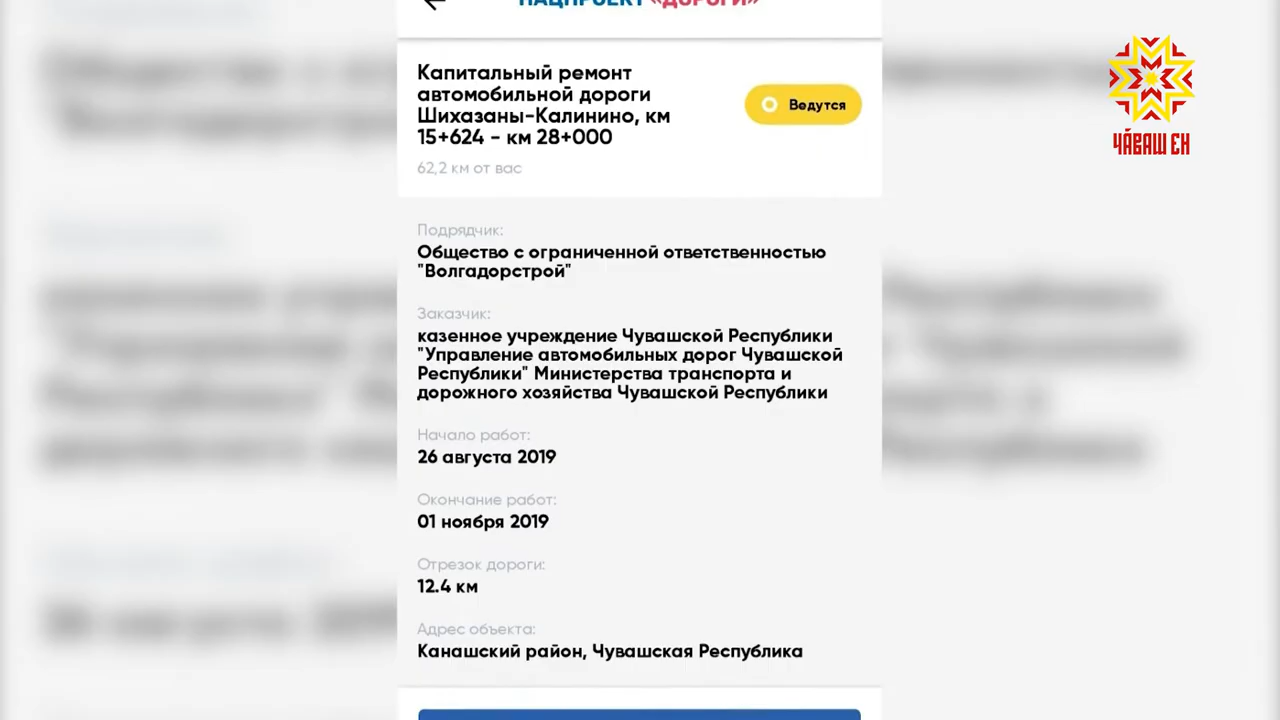 НАЦПРОЕКТ «ДОРОГИ»
Капитальный ремонт
автомобильной дороги
Шихазаны-Калинино, км
15+624 - км 28+000
Ведутся
62,2 км от вас
ЧӐВАШ ЕН
Подрядчик:
Общество с ограниченной ответственностью
"Волгадорстрой"
Заказчик:
казенное учреждение Чувашской Республики
"Управление автомобильных дорог Чувашской
Республики" Министерства транспорта и
дорожного хозяйства Чувашской Республики
Начало работ:
26 августа 2019
Окончание работ:
01 ноября 2019
Отрезок дороги:
12.4 км
Адрес объекта:
Канашский район, Чувашская Республика